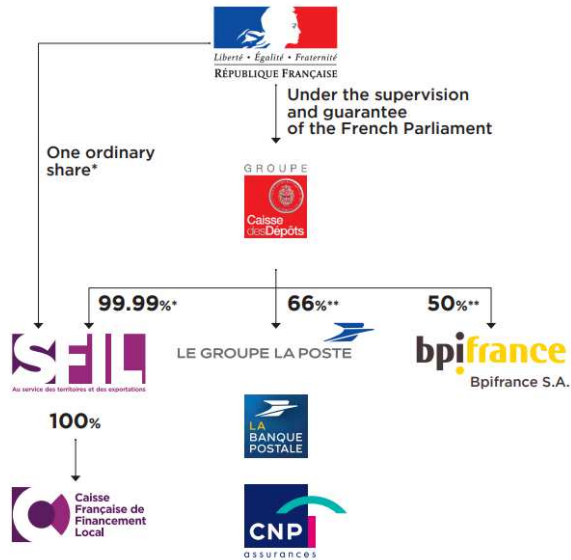 Liberté • Égalité • Fraternité
RÉPUBLIQUE FRANÇAISE
Under the supervision
and guarantee
of the French Parliament
One ordinary
share*
GROUPE
Caisse
desDépôts
99.99%*
66%**
50%**
SFIL
Au service des territoires et des exportations
LE GROUPE LA POSTE
bpifrance
Bpifrance S.A.
100%
LA
BANQUE
POSTALE
Caisse
Française de
Financement
Local
CNP
assurances